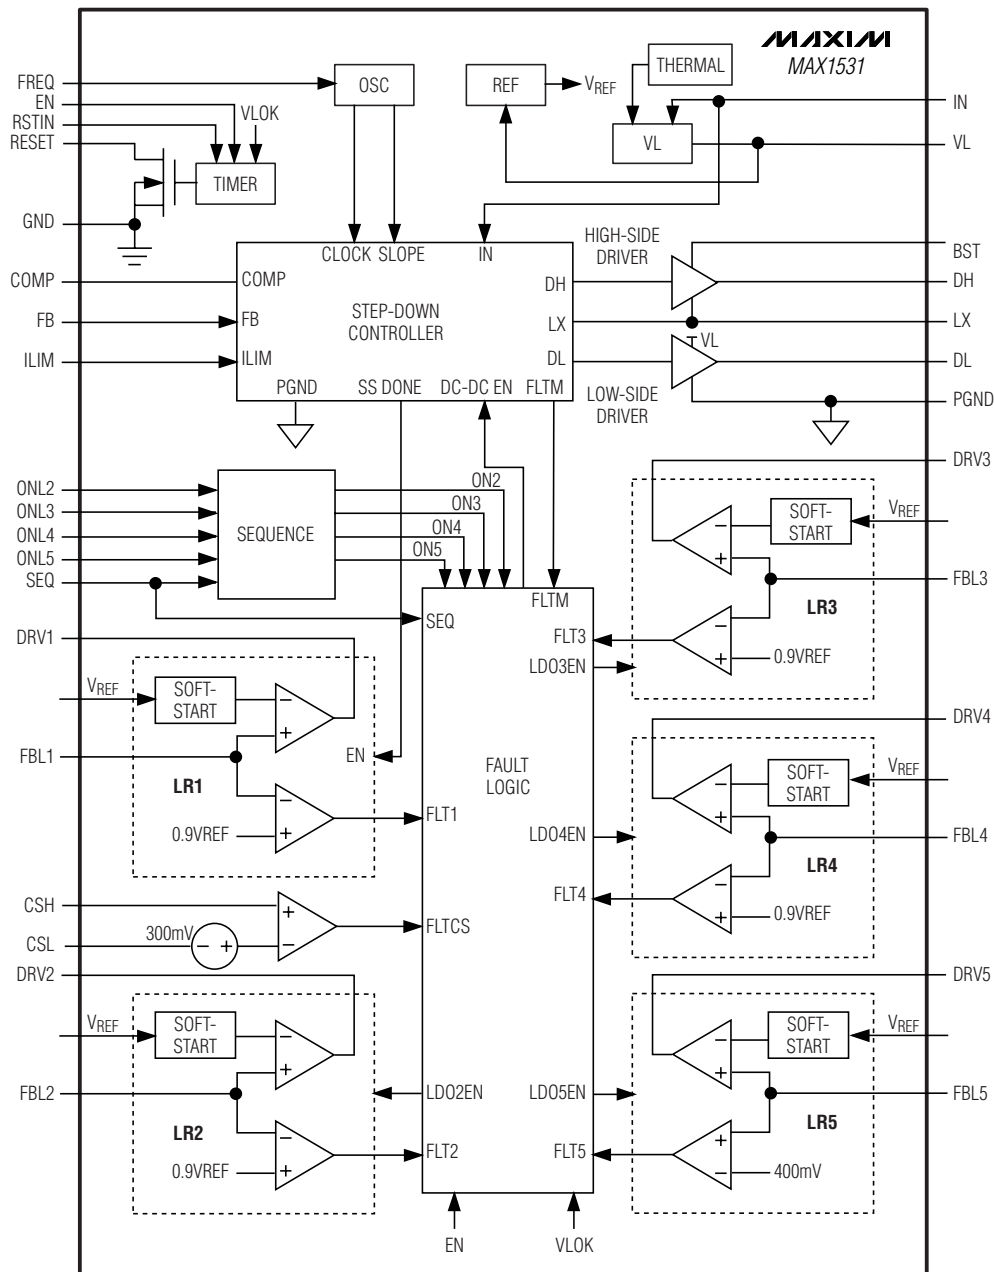 MAXIM
MAX1531
FREQ
EN
RSTIN
RESET
GND
COMP
FB
ILIM
VLOK
OSC
TIMER
REF
VREF
THERMAL
VL
IN
VL
CLOCK SLOPE
IN
COMP
FB
ILIM
STEP-DOWN
CONTROLLER
DH
LX
DL
PGND
SS DONE
DC-DC EN
FLTM
HIGH-SIDE
DRIVER
VL
LOW-SIDE
DRIVER
BST
DH
LX
DL
PGND
ONL2
ONL3
ONL4
ONL5
SEQ
SEQUENCE
ON2
ON3
ON4
ON5
DRV3
SOFT-
START
VREF
−
+
FBL3
LR3
−
+
0.9VREF
FLTM
SEQ
FLT3
LDO3EN
DRV1
VREF
SOFT-
START
−
+
FBL1
EN
LR1
−
+
0.9VREF
FLT1
FAULT
LOGIC
DRV4
SOFT-
START
VREF
−
+
LDO4EN
FBL4
LR4
−
+
0.9VREF
FLT4
CSH
CSL
300mV
− +
+
−
FLTCS
DRV2
VREF
SOFT-
START
−
+
FBL2
LDO2EN
LR2
−
+
0.9VREF
FLT2
DRV5
SOFT-
START
VREF
−
+
LDO5EN
FBL5
LR5
+
−
400mV
FLT5
EN
VLOK